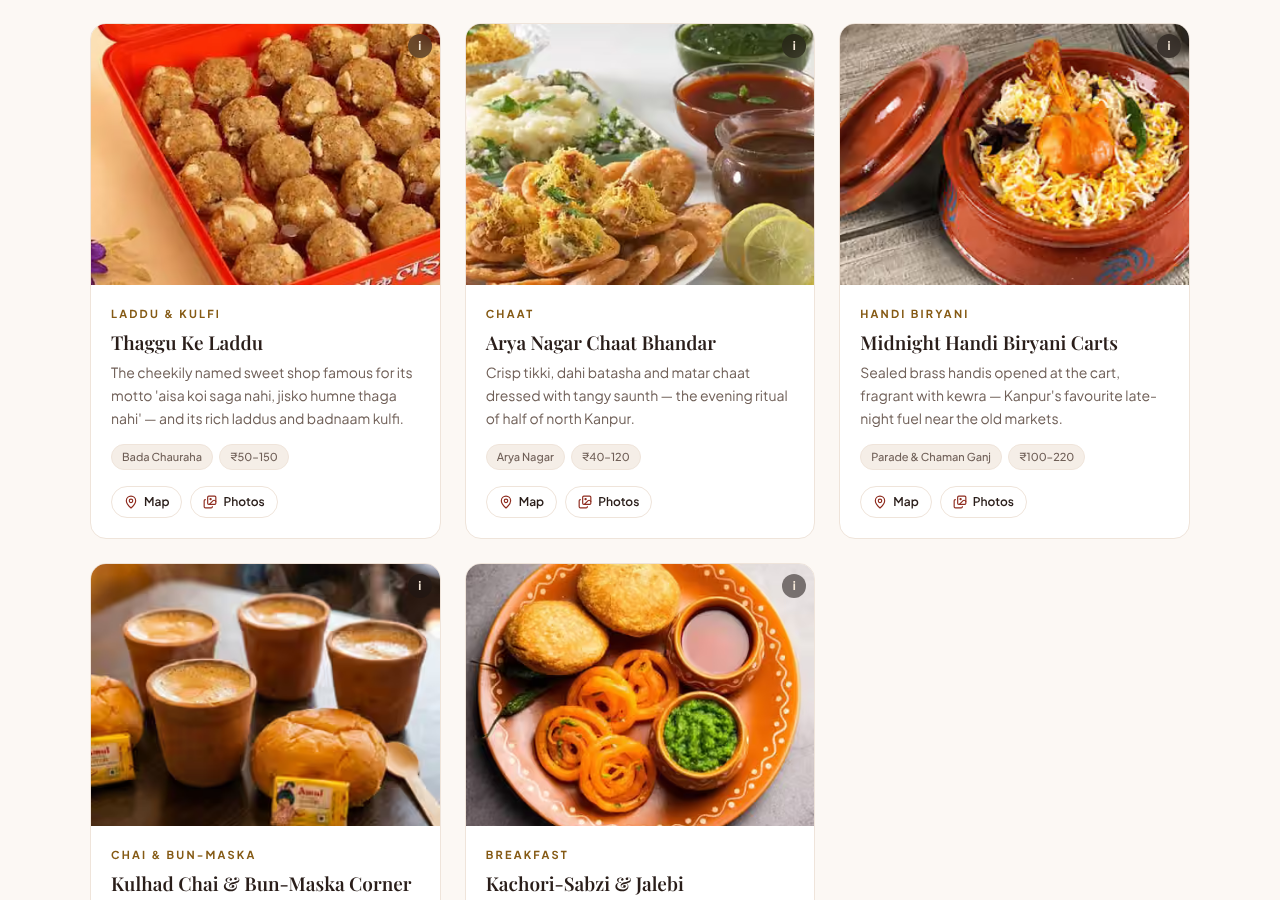 i
i
i
के लड्
LADDU & KULFI
Thaggu Ke Laddu
The cheekily named sweet shop famous for its
motto 'aisa koi saga nahi, jisko humne thaga
nahi' — and its rich laddus and badnaam kulfi.
Bada Chauraha
₹50–150
Map
Photos
CHAAT
Arya Nagar Chaat Bhandar
Crisp tikki, dahi batasha and matar chaat
dressed with tangy saunth — the evening ritual
of half of north Kanpur.
Arya Nagar
₹40–120
Map
Photos
HANDI BIRYANI
Midnight Handi Biryani Carts
Sealed brass handis opened at the cart,
fragrant with kewra — Kanpur's favourite late-
night fuel near the old markets.
Parade & Chaman Ganj
₹100–220
Map
Photos
i
i
Amul
Amul
CHAI & BUN-MASKA
Kulhad Chai & Bun-Maska Corner
BREAKFAST
Kachori-Sabzi & Jalebi